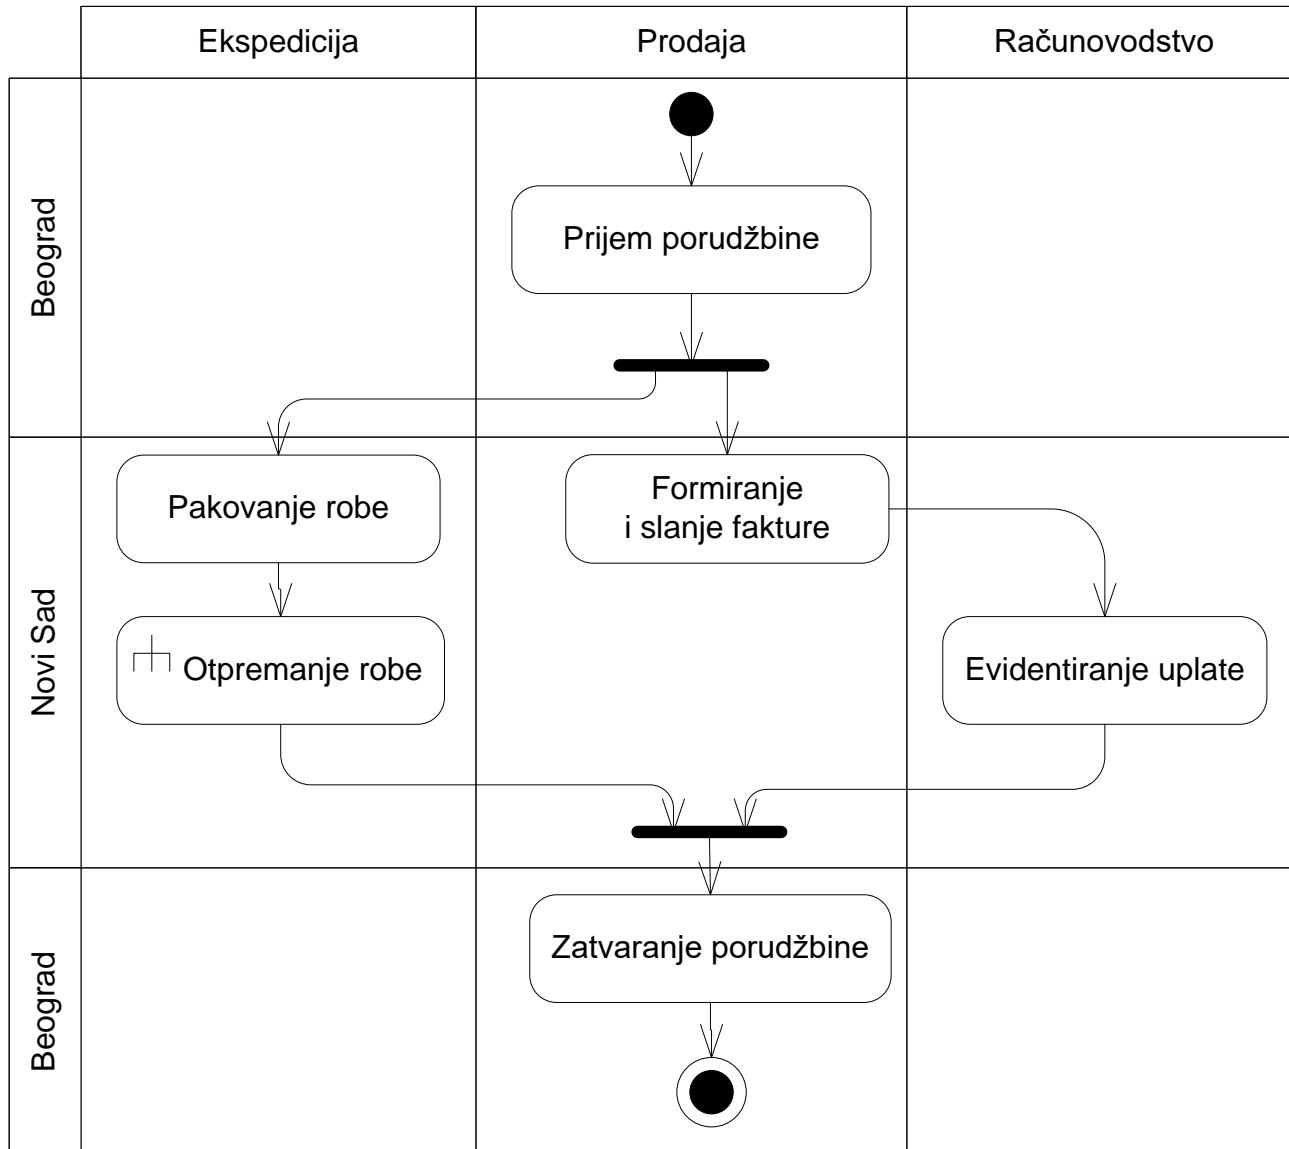 Ekspedicija
Prodaja
Računovodstvo
Beograd
Prijem porudžbine
Novi Sad
Pakovanje robe
Formiranje
i slanje fakture
Otpremanje robe
Evidentiranje uplate
Beograd
Zatvaranje porudžbine